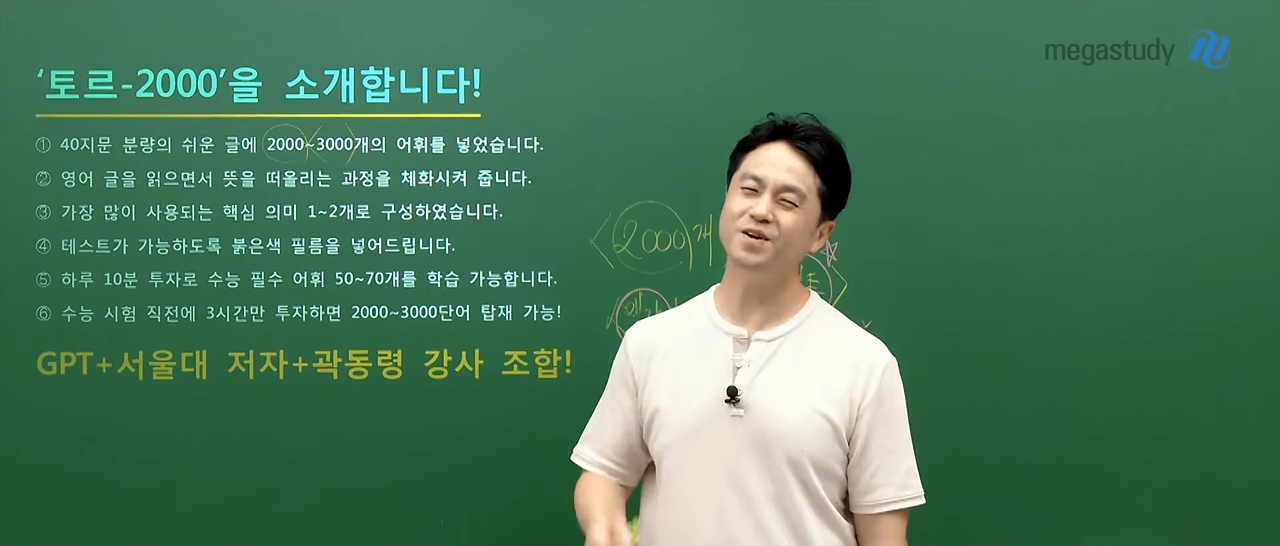 megastudy
'토르-2000'을 소개합니다!
① 40지문 분량의 쉬운 글에 2000~3000개의 어휘를 넣었습니다.
② 영어 글을 읽으면서 뜻을 떠올리는 과정을 체화시켜 줍니다.
③ 가장 많이 사용되는 핵심 의미 1~2개로 구성하였습니다.
④ 테스트가 가능하도록 붉은색 필름을 넣어드립니다.
⑤ 하루 10분 투자로 수능 필수 어휘 50~70개를 학습 가능합니다.
⑥ 수능 시험 직전에 3시간만 투자하면 2000~3000단어 탑재 가능!
GPT+서울대 저자+곽동령 강사 조합!
2000개